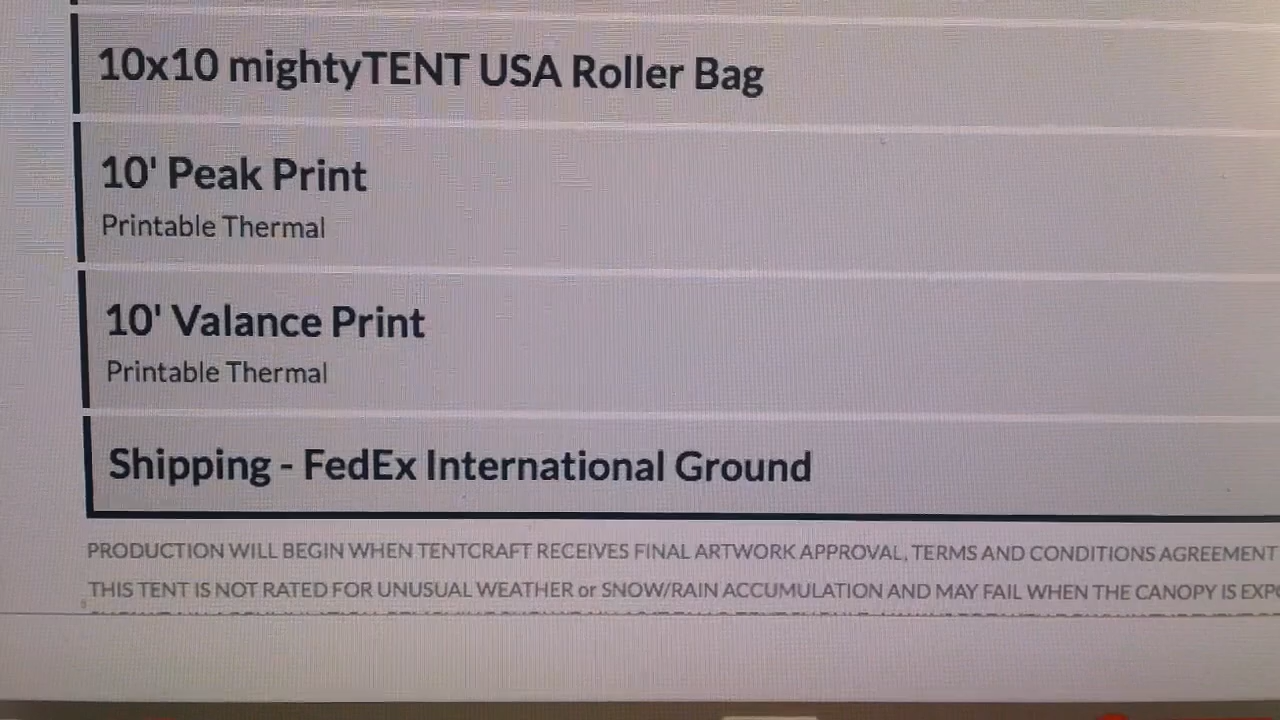 10x10 mightyTENT USA Roller Bag
10' Peak Print
Printable Thermal
10' Valance Print
Printable Thermal
Shipping - FedEx International Ground
PRODUCTION WILL BEGIN WHEN TENTCRAFT RECEIVES FINAL ARTWORK APPROVAL, TERMS AND CONDITIONS AGREEMENT
THIS TENT IS NOT RATED FOR UNUSUAL WEATHER or SNOW/RAIN ACCUMULATION AND MAY FAIL WHEN THE CANOPY IS